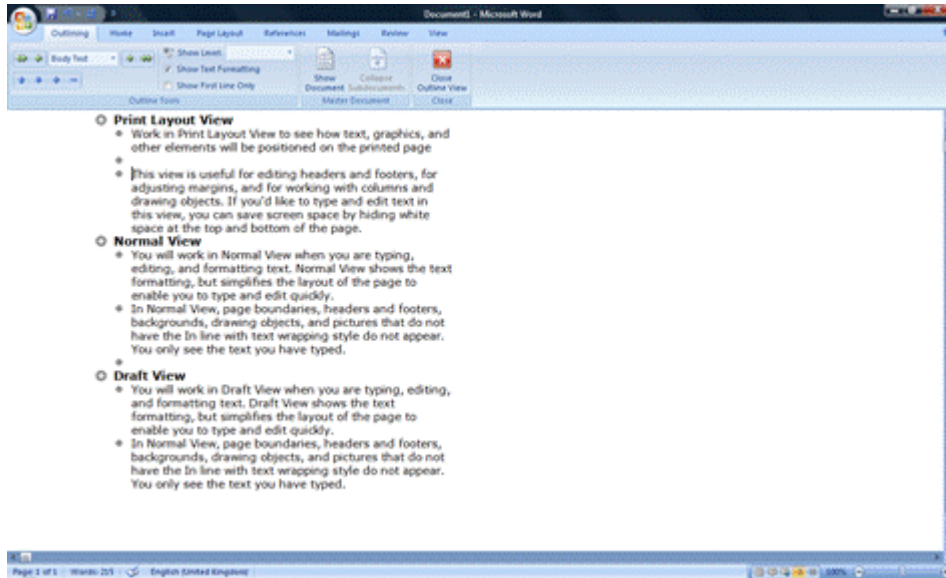 Document1 - Microsoft Word
Outlining Home Insert Page Layout References Mailings Review View
Body Text
Show Level:
Show Text Formatting
Show First Line Only
Show Document
Collapse Subdocuments
Close Outline View
Outline Tools Master Document Close
Print Layout View
Work in Print Layout View to see how text, graphics, and
other elements will be positioned on the printed page
This view is useful for editing headers and footers, for
adjusting margins, and for working with columns and
drawing objects. If you'd like to type and edit text in
this view, you can save screen space by hiding white
space at the top and bottom of the page.
Normal View
You will work in Normal View when you are typing,
editing, and formatting text. Normal View shows the text
formatting, but simplifies the layout of the page to
enable you to type and edit quickly.
In Normal View, page boundaries, headers and footers,
backgrounds, drawing objects, and pictures that do not
have the In line with text wrapping style do not appear.
You only see the text you have typed.
Draft View
You will work in Draft View when you are typing, editing,
and formatting text. Draft View shows the text
formatting, but simplifies the layout of the page to
enable you to type and edit quickly.
In Normal View, page boundaries, headers and footers,
backgrounds, drawing objects, and pictures that do not
have the In line with text wrapping style do not appear.
You only see the text you have typed.
Page 1 of 1 Words: 215 English (United Kingdom) 100%